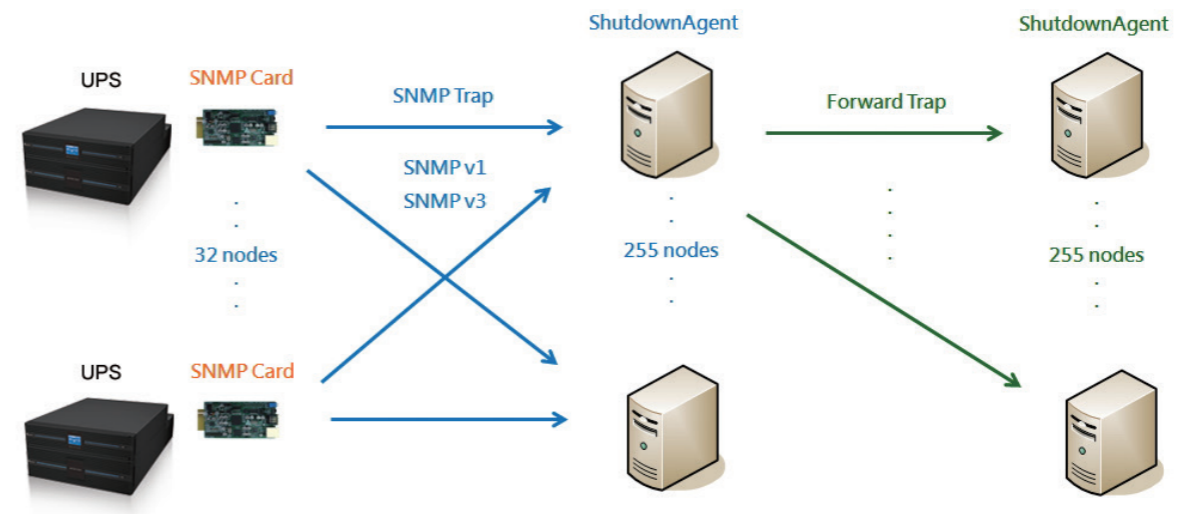 ShutdownAgent
ShutdownAgent
UPS
SNMP Card
SNMP Trap
Forward Trap
SNMP v1
SNMP v3
32 nodes
255 nodes
255 nodes
UPS
SNMP Card